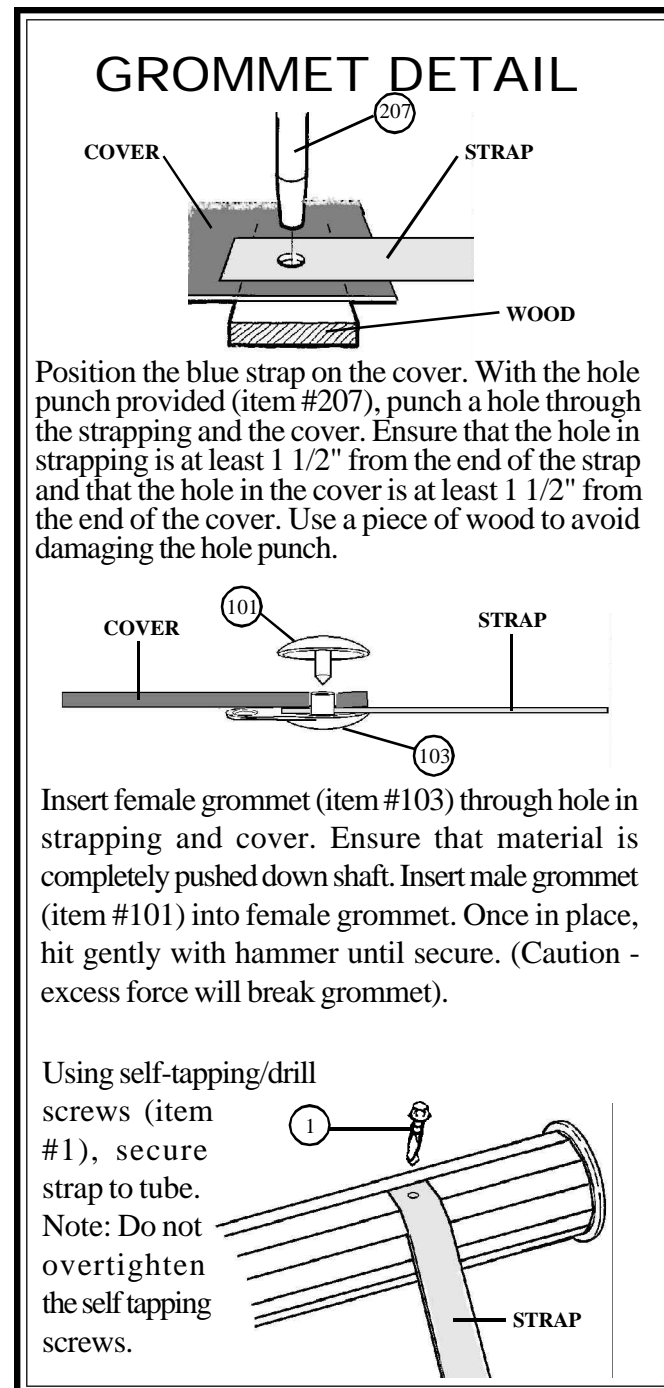 GROMMET DETAIL
207
COVER
STRAP
WOOD
Position the blue strap on the cover. With the hole
punch provided (item #207), punch a hole through
the strapping and the cover. Ensure that the hole in
strapping is at least 1 1/2" from the end of the strap
and that the hole in the cover is at least 1 1/2" from
the end of the cover. Use a piece of wood to avoid
damaging the hole punch.
101
COVER
STRAP
103
Insert female grommet (item #103) through hole in
strapping and cover. Ensure that material is
completely pushed down shaft. Insert male grommet
(item #101) into female grommet. Once in place,
hit gently with hammer until secure. (Caution -
excess force will break grommet).
Using self-tapping/drill
screws (item
#1), secure
strap to tube.
Note: Do not
overtighten
the self tapping
screws.
1
STRAP